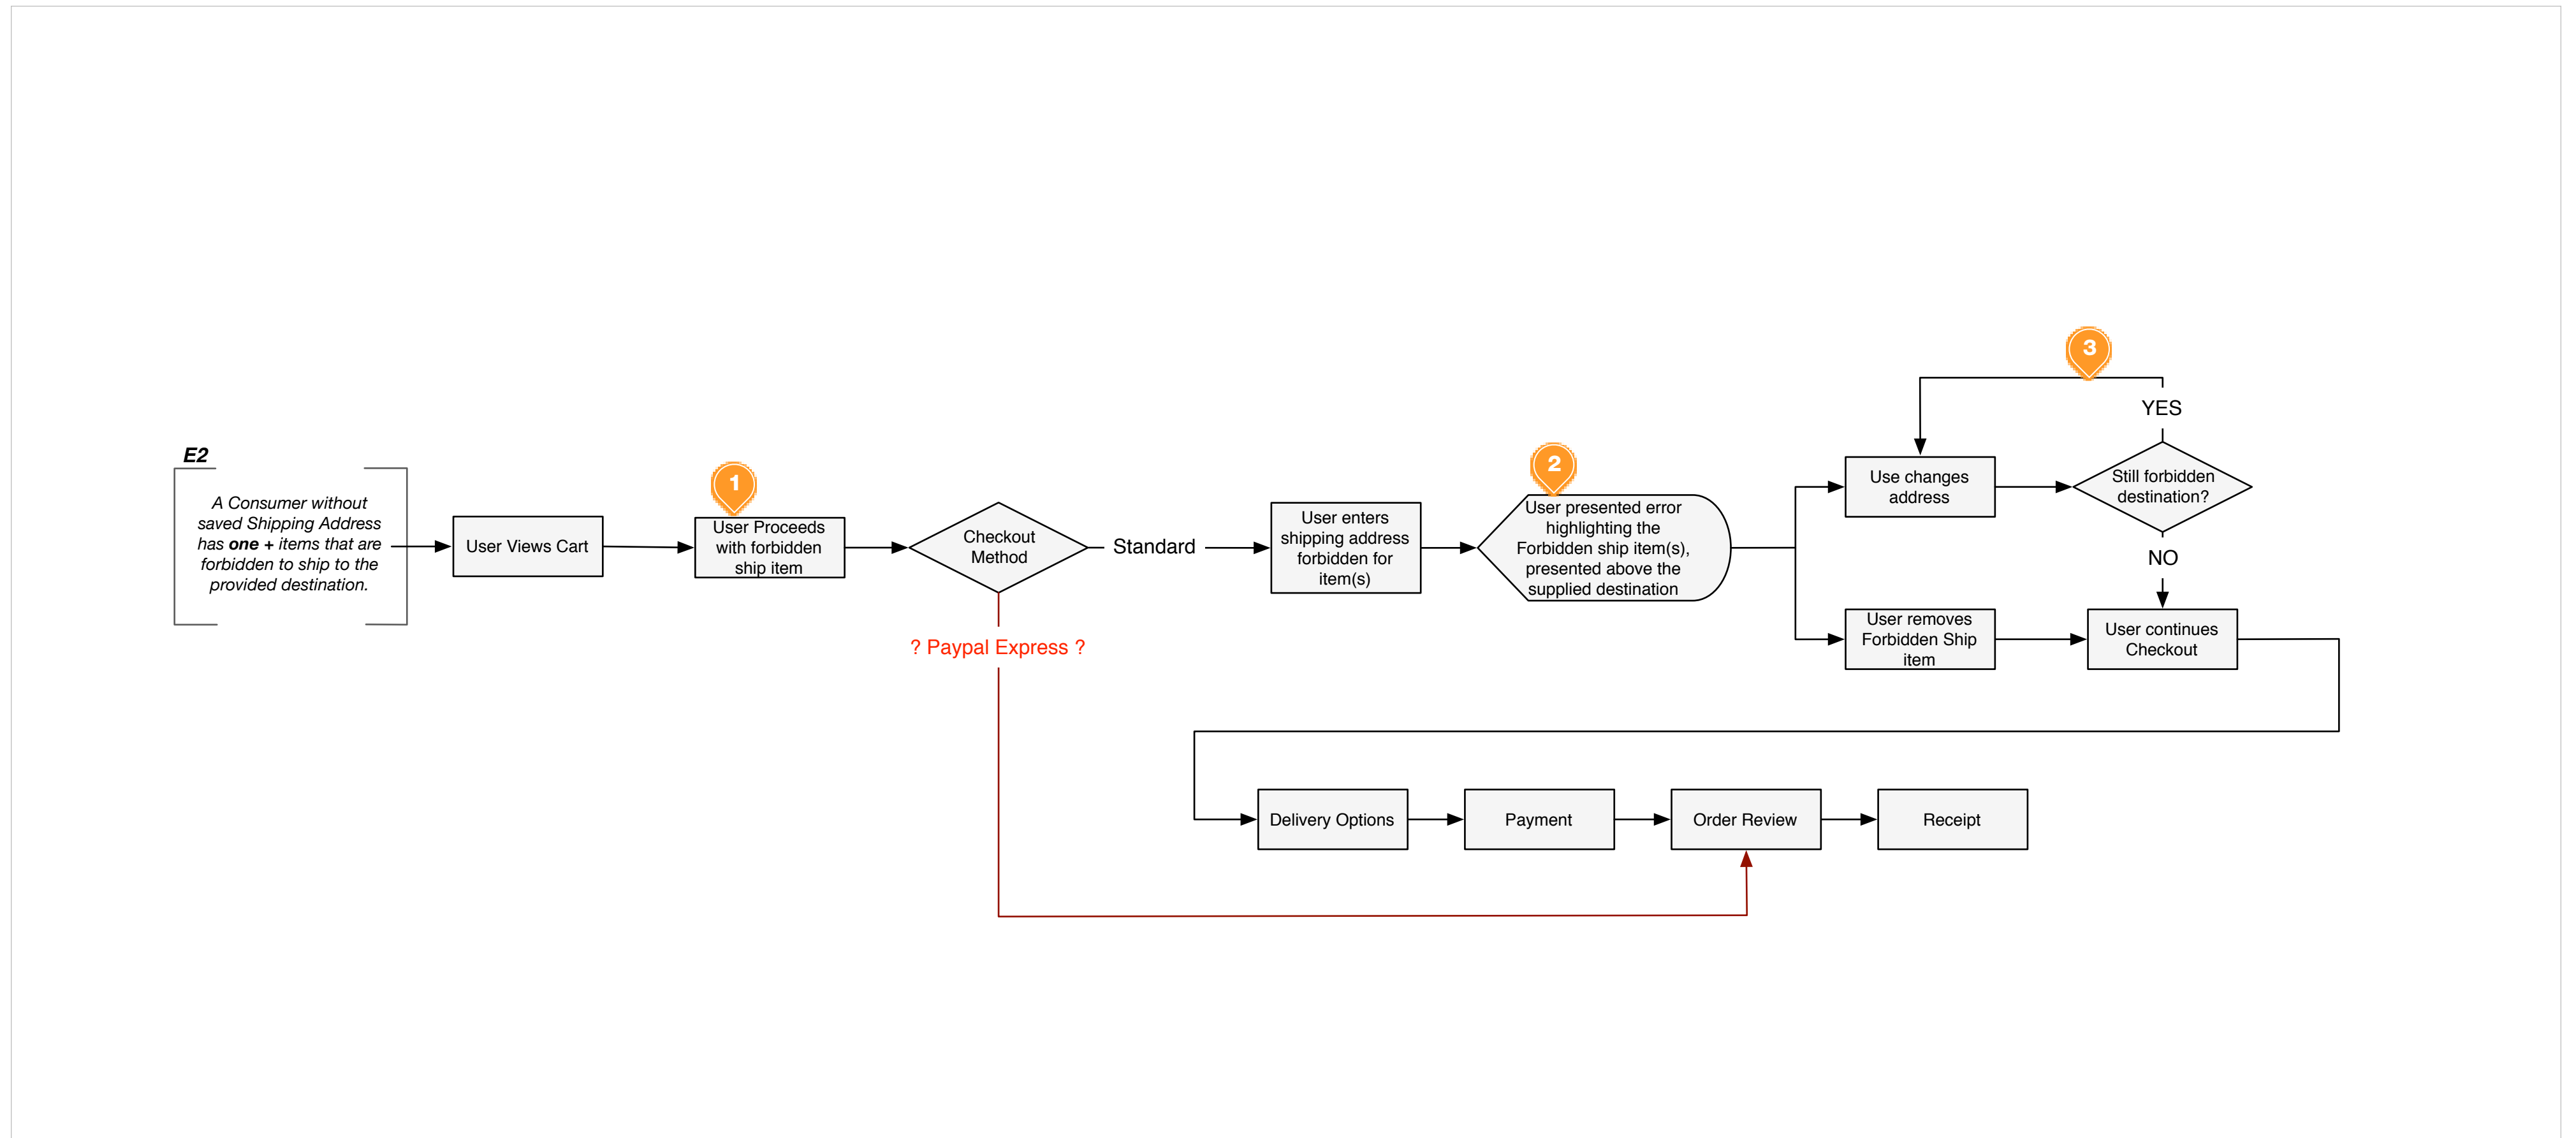 E2
A Consumer without
saved Shipping Address
has one + items that are
forbidden to ship to the
provided destination.
User Views Cart
1
User Proceeds
with forbidden
ship item
Checkout
Method
Standard
? Paypal Express ?
User enters
shipping address
forbidden for
item(s)
2
User presented error
highlighting the
Forbidden ship item(s),
presented above the
supplied destination
3
YES
Use changes
address
Still forbidden
destination?
NO
User removes
Forbidden Ship
item
User continues
Checkout
Delivery Options
Payment
Order Review
Receipt